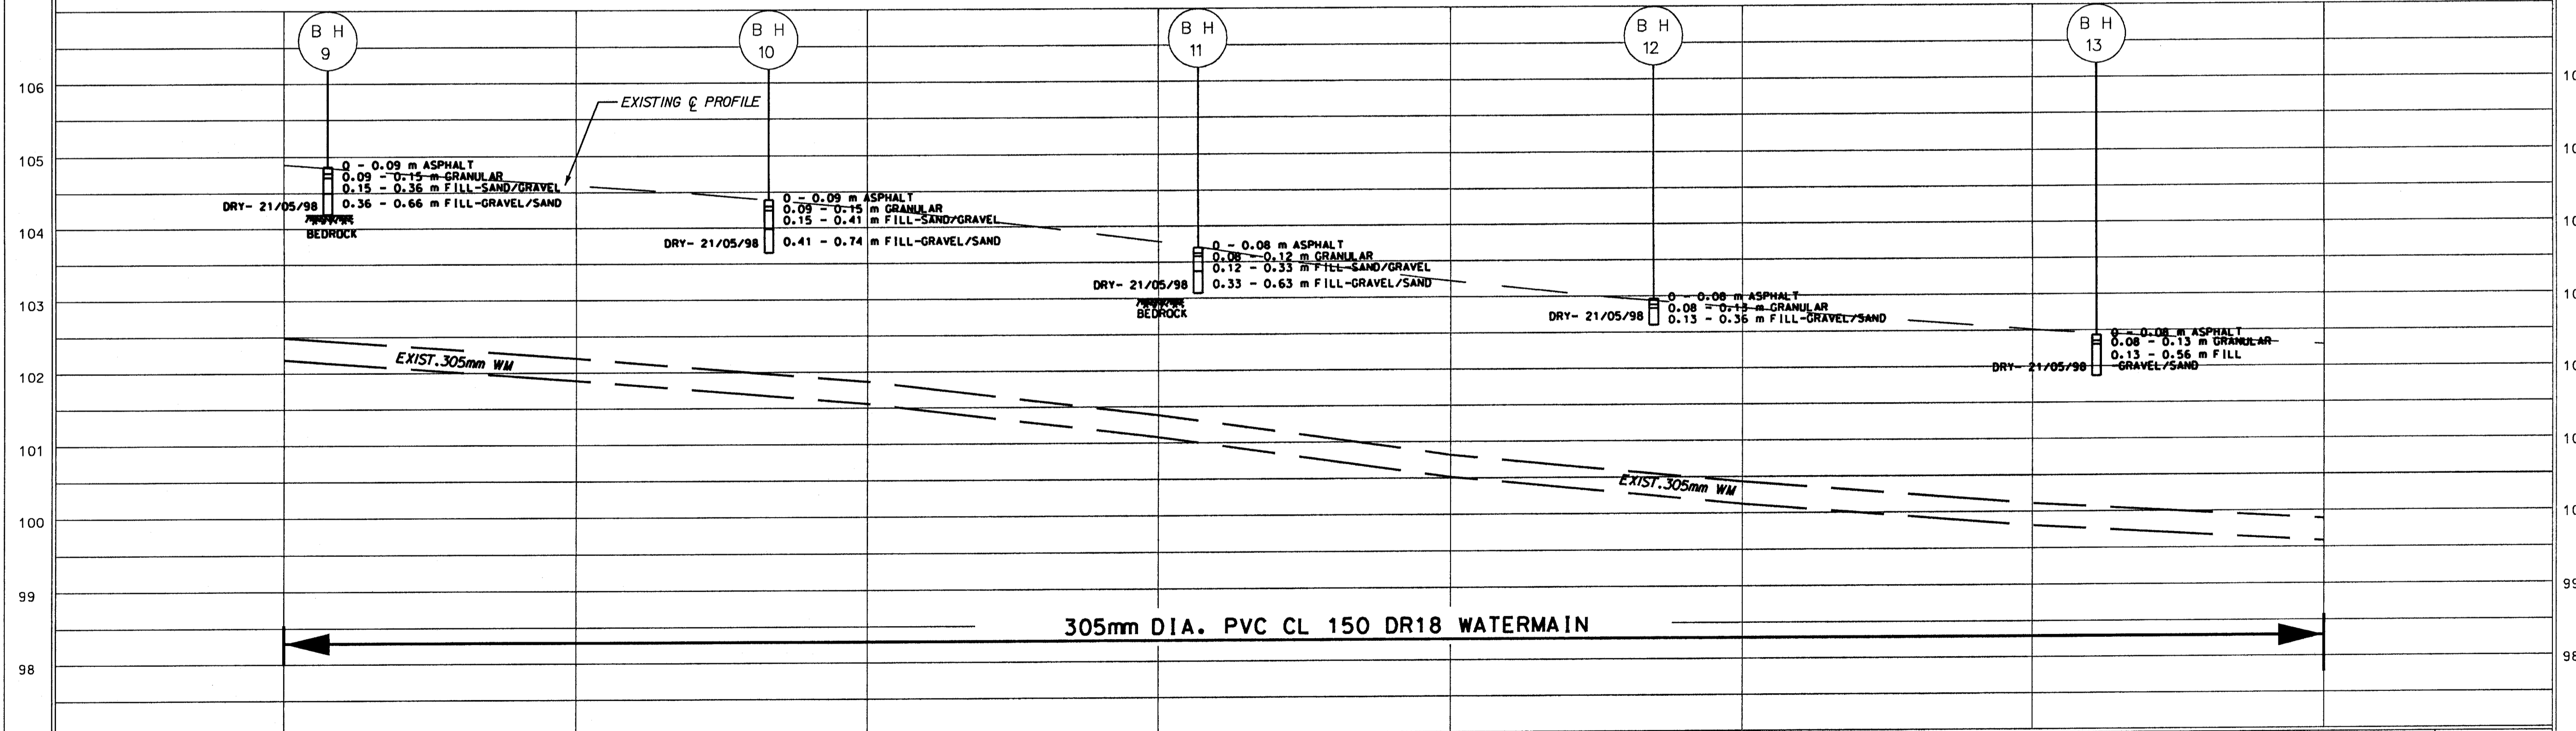 B H
9
B H
10
B H
11
B H
12
B H
13
106
105
104
103
102
101
100
99
98
EXISTING ℄ PROFILE
0 - 0.09 m ASPHALT
0.09 - 0.15 m GRANULAR
0.15 - 0.36 m FILL-SAND/GRAVEL
0.36 - 0.66 m FILL-GRAVEL/SAND
DRY- 21/05/98
BEDROCK
0 - 0.09 m ASPHALT
0.09 - 0.15 m GRANULAR
0.15 - 0.41 m FILL-SAND/GRAVEL
0.41 - 0.74 m FILL-GRAVEL/SAND
DRY- 21/05/98
0 - 0.08 m ASPHALT
0.08 - 0.12 m GRANULAR
0.12 - 0.33 m FILL-SAND/GRAVEL
0.33 - 0.63 m FILL-GRAVEL/SAND
DRY- 21/05/98
BEDROCK
0 - 0.08 m ASPHALT
0.08 - 0.13 m GRANULAR
0.13 - 0.36 m FILL-GRAVEL/SAND
DRY- 21/05/98
0 - 0.08 m ASPHALT
0.08 - 0.13 m GRANULAR
0.13 - 0.56 m FILL
-GRAVEL/SAND
DRY- 21/05/98
EXIST.305mm WM
EXIST.305mm WM
305mm DIA. PVC CL 150 DR18 WATERMAIN